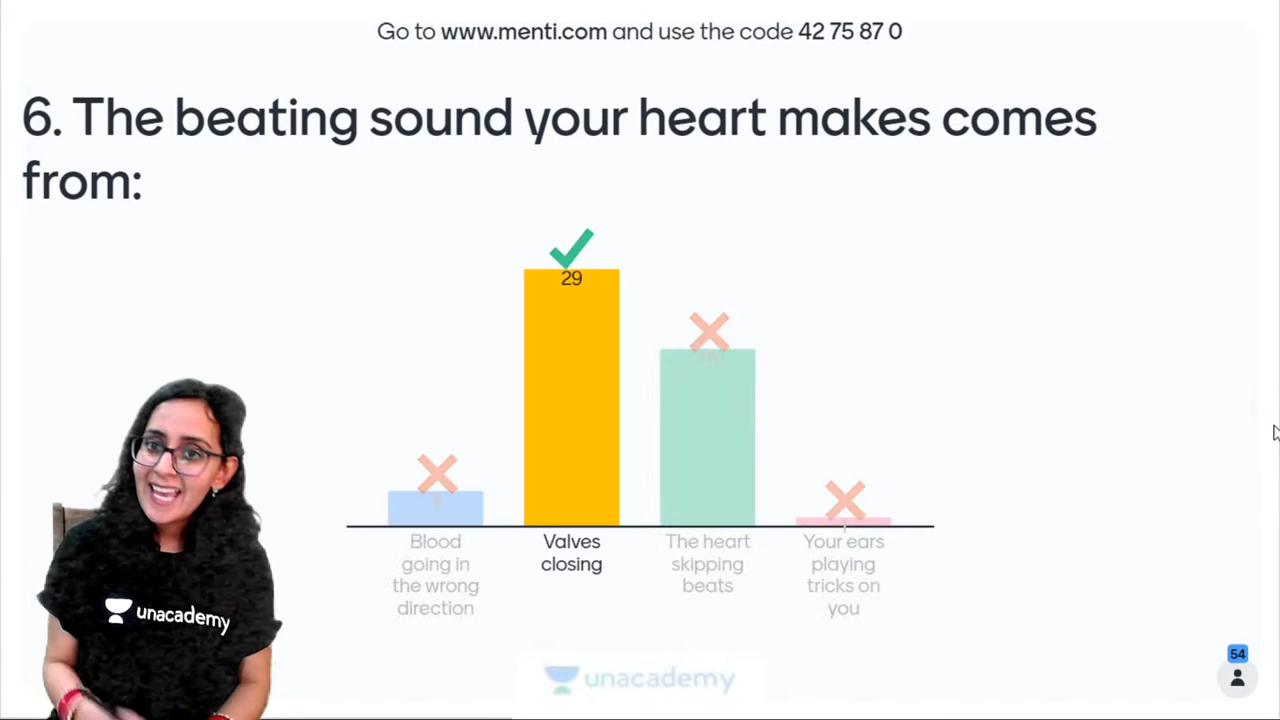 Go to www.menti.com and use the code 42 75 87 0
6. The beating sound your heart makes comes
from:
29
Blood
going in
the wrong
direction
Valves
closing
The heart
skipping
beats
Your ears
playing
tricks on
you
unacademy
unacademy
54